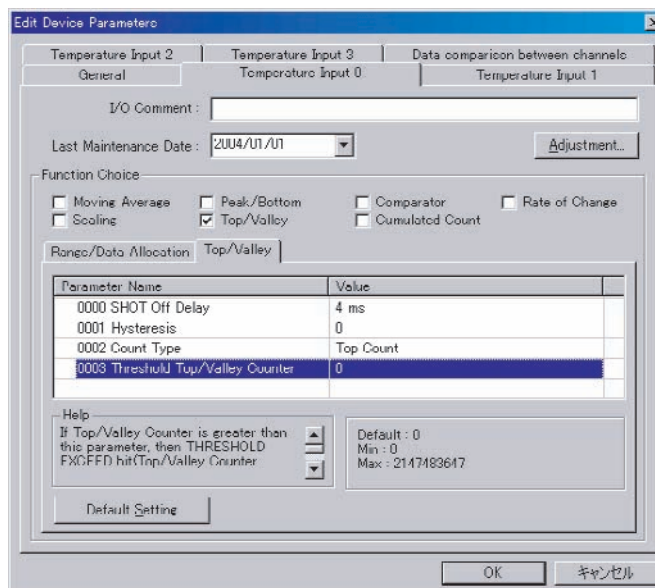 Edit Device Parameters
Temperature Input 2
Temperature Input 3
Data comparison between channels
General
Temperature Input 0
Temperature Input 1
I/O Comment :
Last Maintenance Date :
2004/01/01
Adjustment...
Function Choice
Moving Average
Peak/Bottom
Comparator
Rate of Change
Scaling
Top/Valley
Cumulated Count
Range/Data Allocation
Top/Valley
Parameter Name
Value
0000 SHOT Off Delay
4 ms
0001 Hysteresis
0
0002 Count Type
Top Count
0003 Threshold Top/Valley Counter
0
Help
If Top/Valley Counter is greater than
this parameter, then THRESHOLD
EXCEED bit(Top/Valley Counter
Default : 0
Min : 0
Max : 2147483647
Default Setting
OK
キャンセル